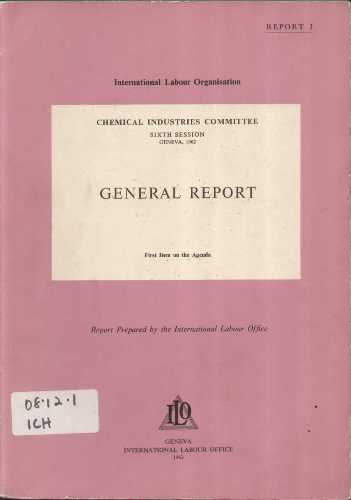 REPORT I
International Labour Organisation
CHEMICAL INDUSTRIES COMMITTEE
SIXTH SESSION
GENEVA, 1962
GENERAL REPORT
First Item on the Agenda
Report Prepared by the International Labour Office
08.12.1
ICH
ILO
GENEVA
INTERNATIONAL LABOUR OFFICE
1962